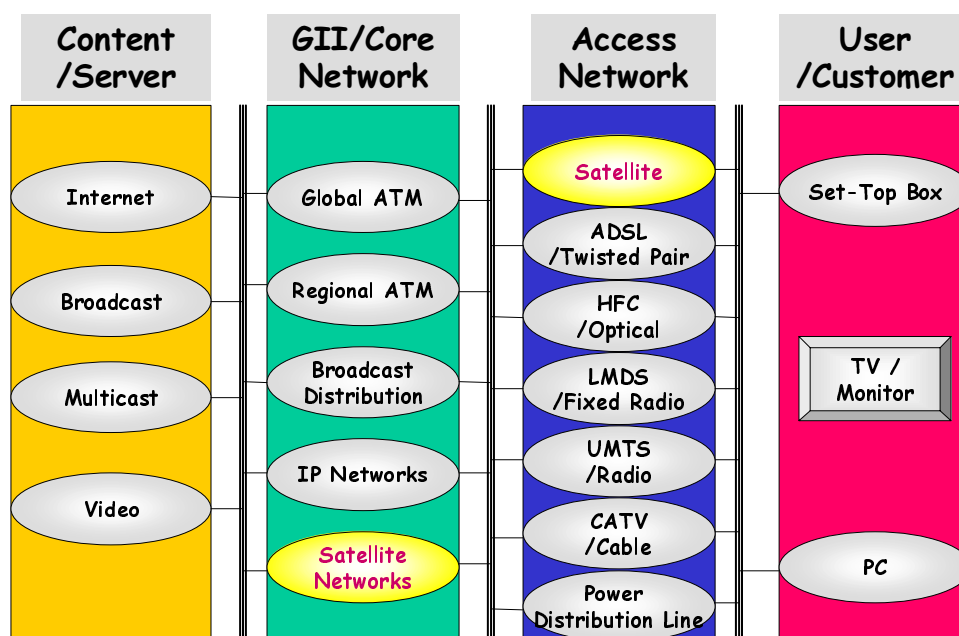 Content
/Server
GII/Core
Network
Access
Network
User
/Customer
Internet
Broadcast
Multicast
Video
Global ATM
Regional ATM
Broadcast
Distribution
IP Networks
Satellite
Networks
Satellite
ADSL
/Twisted Pair
HFC
/Optical
LMDS
/Fixed Radio
UMTS
/Radio
CATV
/Cable
Power
Distribution Line
Set-Top Box
TV /
Monitor
PC